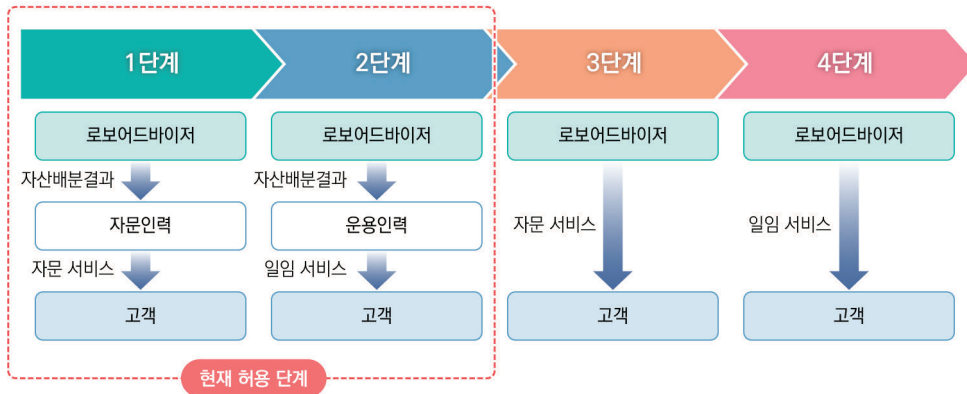 1단계
2단계
3단계
4단계
로보어드바이저
로보어드바이저
로보어드바이저
로보어드바이저
자산배분결과
자산배분결과
자문인력
운용인력
자문 서비스
일임 서비스
자문 서비스
일임 서비스
고객
고객
고객
고객
현재 허용 단계